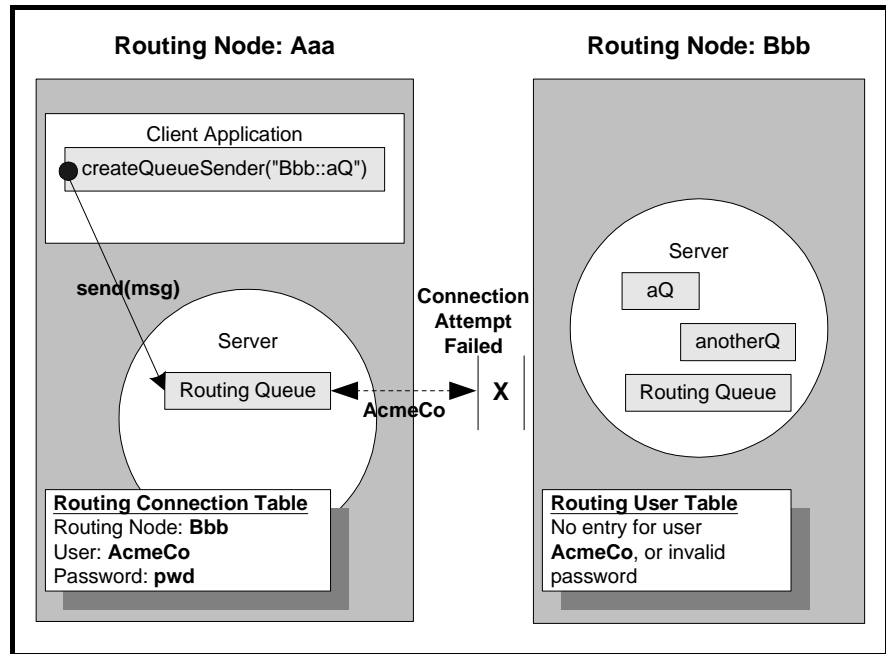 Routing Node: Aaa
Routing Node: Bbb
Client Application
createQueueSender("Bbb::aQ")
send(msg)
Server
Routing Queue
AcmeCo
Connection
Attempt
Failed
X
Server
aQ
anotherQ
Routing Queue
Routing Connection Table
Routing Node: Bbb
User: AcmeCo
Password: pwd
Routing User Table
No entry for user
AcmeCo, or invalid
password